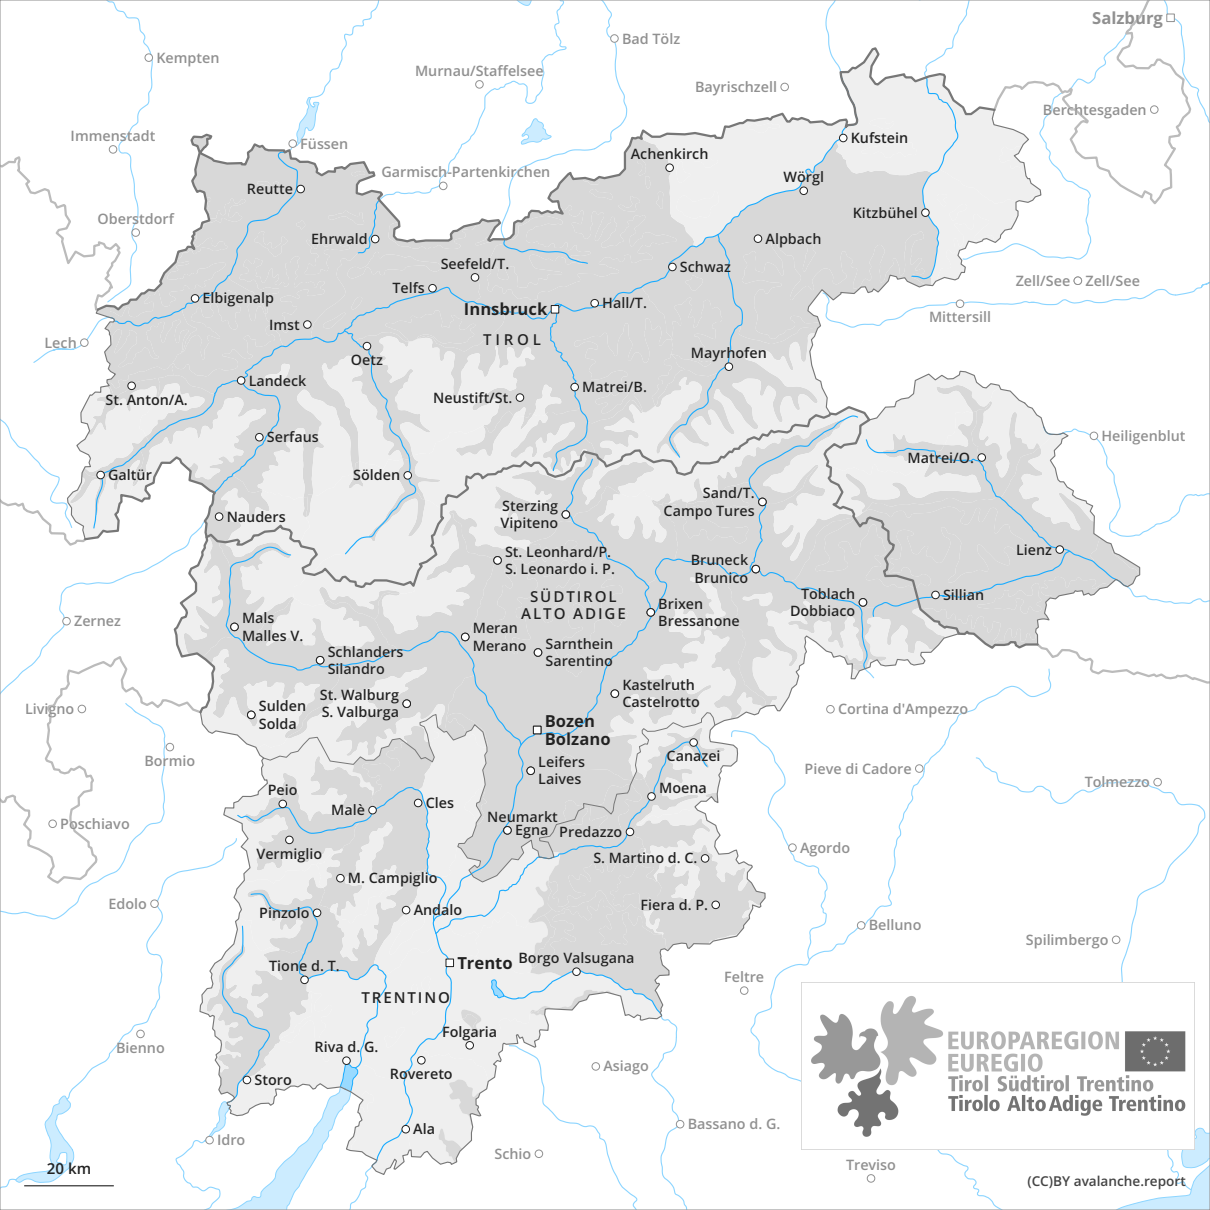 Salzburg
Bad Tölz
Kempten
Murnau/Staffelsee
Bayrischzell
Berchtesgaden
Immenstadt
Füssen
Kufstein
Achenkirch
Garmisch-Partenkirchen
Wörgl
Reutte
Oberstdorf
Kitzbühel
Ehrwald
Alpbach
Seefeld/T.
Schwaz
Zell/See
Zell/See
Telfs
Elbigenalp
Hall/T.
Innsbruck
Mittersill
Imst
TIROL
Lech
Mayrhofen
Oetz
Landeck
Matrei/B.
St. Anton/A.
Neustift/St.
Serfaus
Heiligenblut
Matrei/O.
Galtür
Sölden
Sand/T.
Campo Tures
Sterzing
Vipiteno
Nauders
Lienz
St. Leonhard/P.
S. Leonardo i. P.
Bruneck
Brunico
SÜDTIROL
ALTO ADIGE
Toblach
Dobbiaco
Sillian
Brixen
Bressanone
Zernez
Mals
Malles V.
Meran
Merano
Sarnthein
Sarentino
Schlanders
Silandro
Kastelruth
Castelrotto
St. Walburg
S. Valburga
Livigno
Sulden
Solda
Cortina d'Ampezzo
Bozen
Bolzano
Bormio
Canazei
Leifers
Laives
Pieve di Cadore
Tolmezzo
Peio
Moena
Malè
Cles
Neumarkt
Egna
Predazzo
Poschiavo
Vermiglio
S. Martino d. C.
Agordo
M. Campiglio
Edolo
Pinzolo
Andalo
Fiera d. P.
Belluno
Spilimbergo
Trento
Borgo Valsugana
Tione d. T.
Feltre
TRENTINO
Folgaria
Bienno
Riva d. G.
Rovereto
Asiago
Storo
EUROPAREGION
EUREGIO
Tirol Südtirol Trentino
Tirolo Alto Adige Trentino
Ala
Bassano d. G.
Idro
Schio
Treviso
20 km
(CC)BY avalanche.report